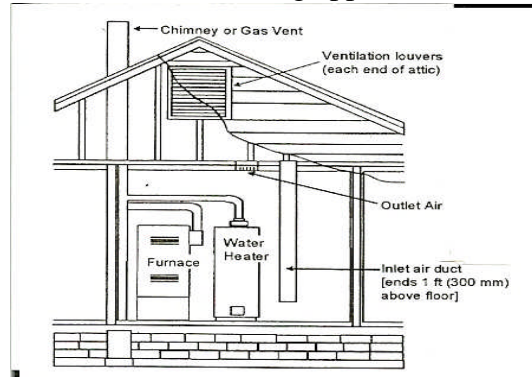 Chimney or Gas Vent
Ventilation louvers
(each end of attic)
Outlet Air
Water
Heater
Furnace
Inlet air duct
[ends 1 ft (300 mm)
above floor]